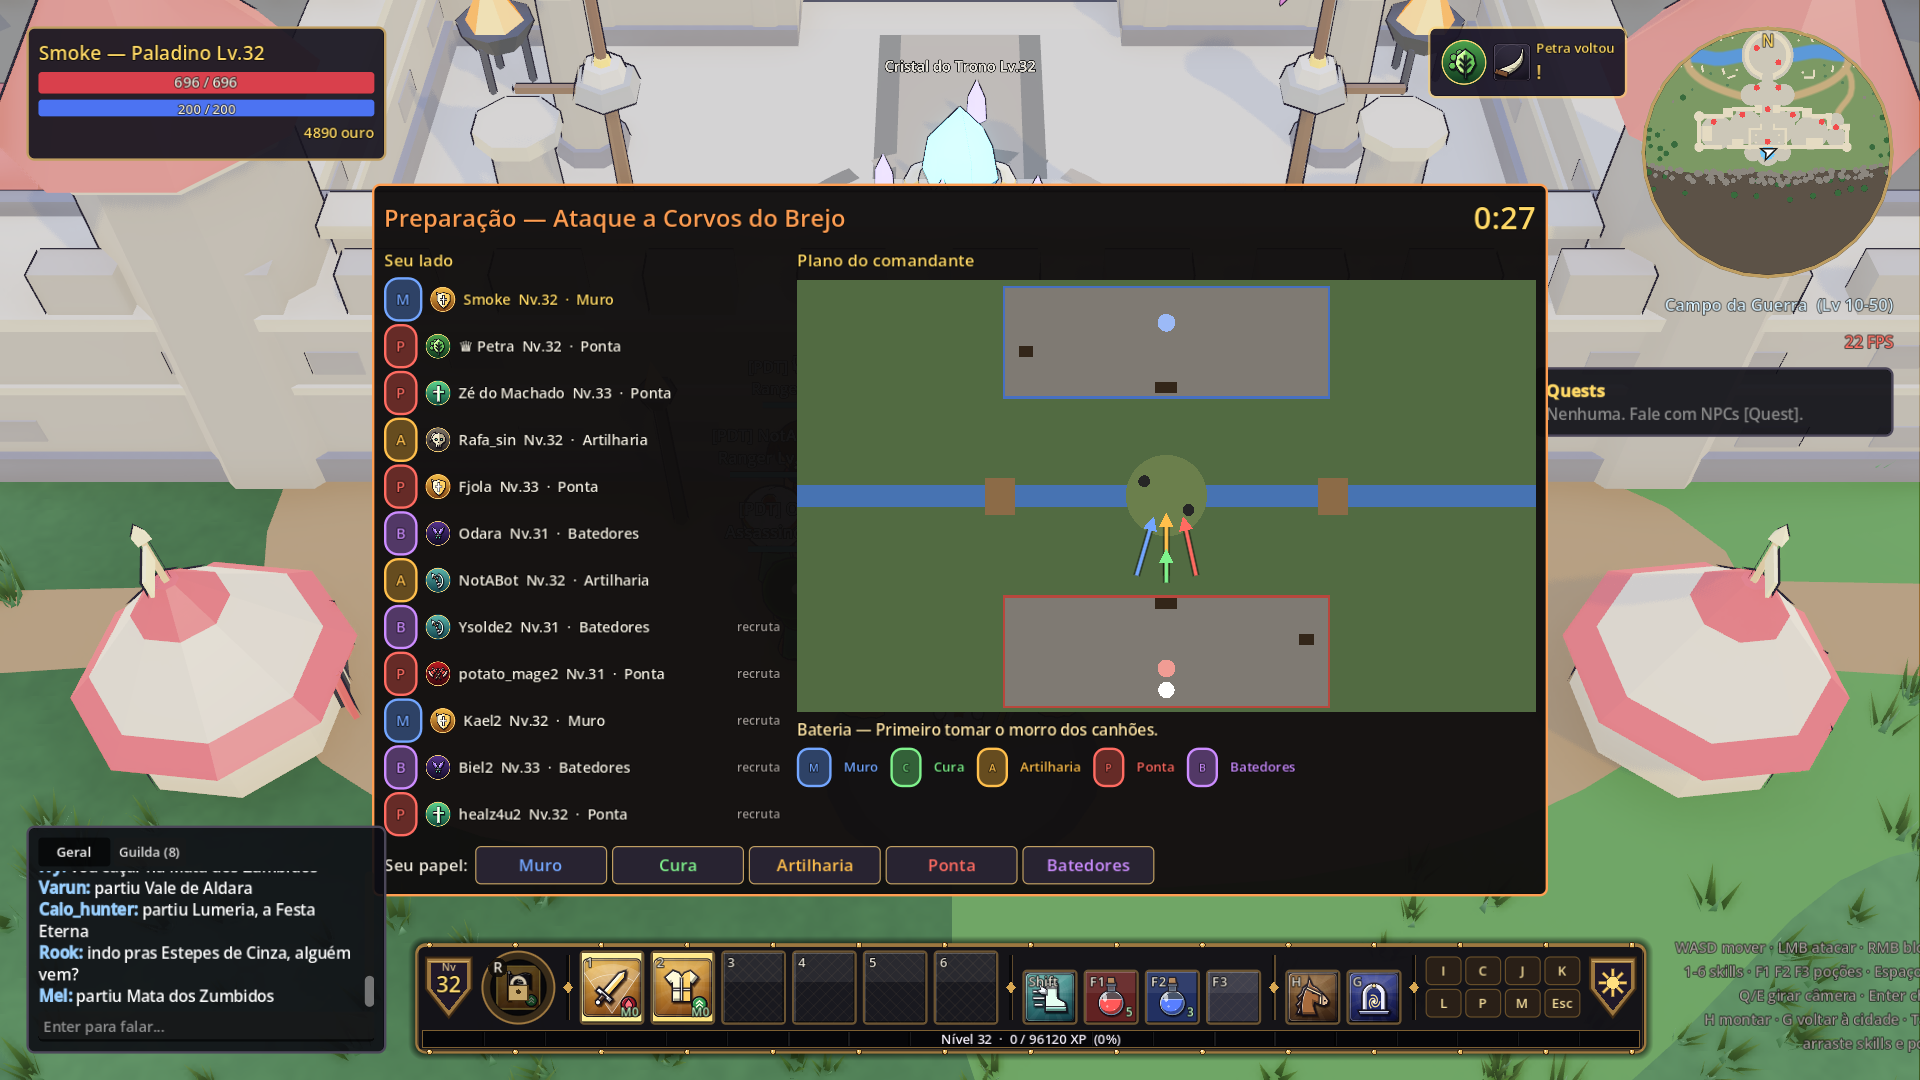 Smoke — Paladino Lv.32
696 / 696
200 / 200
4890 ouro
Cristal do Trono Lv.32
Petra voltou
!
N
Campo da Guerra (Lv 10-50)
22 FPS
Quests
Nenhuma. Fale com NPCs [Quest].
Preparação — Ataque a Corvos do Brejo
0:27
Seu lado
M Smoke Nv.32 · Muro
P ♛ Petra Nv.32 · Ponta
P Zé do Machado Nv.33 · Ponta
A Rafa_sin Nv.32 · Artilharia
P Fjola Nv.33 · Ponta
B Odara Nv.31 · Batedores
A NotABot Nv.32 · Artilharia
B Ysolde2 Nv.31 · Batedores recruta
P potato_mage2 Nv.31 · Ponta recruta
M Kael2 Nv.32 · Muro recruta
B Biel2 Nv.33 · Batedores recruta
P healz4u2 Nv.32 · Ponta recruta
Plano do comandante
Bateria — Primeiro tomar o morro dos canhões.
M Muro C Cura A Artilharia P Ponta B Batedores
Seu papel: Muro Cura Artilharia Ponta Batedores
Geral Guilda (8)
Varun: partiu Vale de Aldara
Calo_hunter: partiu Lumeria, a Festa
Eterna
Rook: indo pras Estepes de Cinza, alguém
vem?
Mel: partiu Mata dos Zumbidos
Enter para falar...
Nv
32
R
1 M0
2 M0
3
4
5
6
Shift
F1 5
F2 3
F3
H
G
I C J K
L P M Esc
Nível 32 · 0 / 96120 XP (0%)
WASD mover · LMB atacar · RMB blo
1-6 skills · F1 F2 F3 poções · Espaço
Q/E girar câmera · Enter c
H montar · G voltar à cidade · T
arraste skills e po